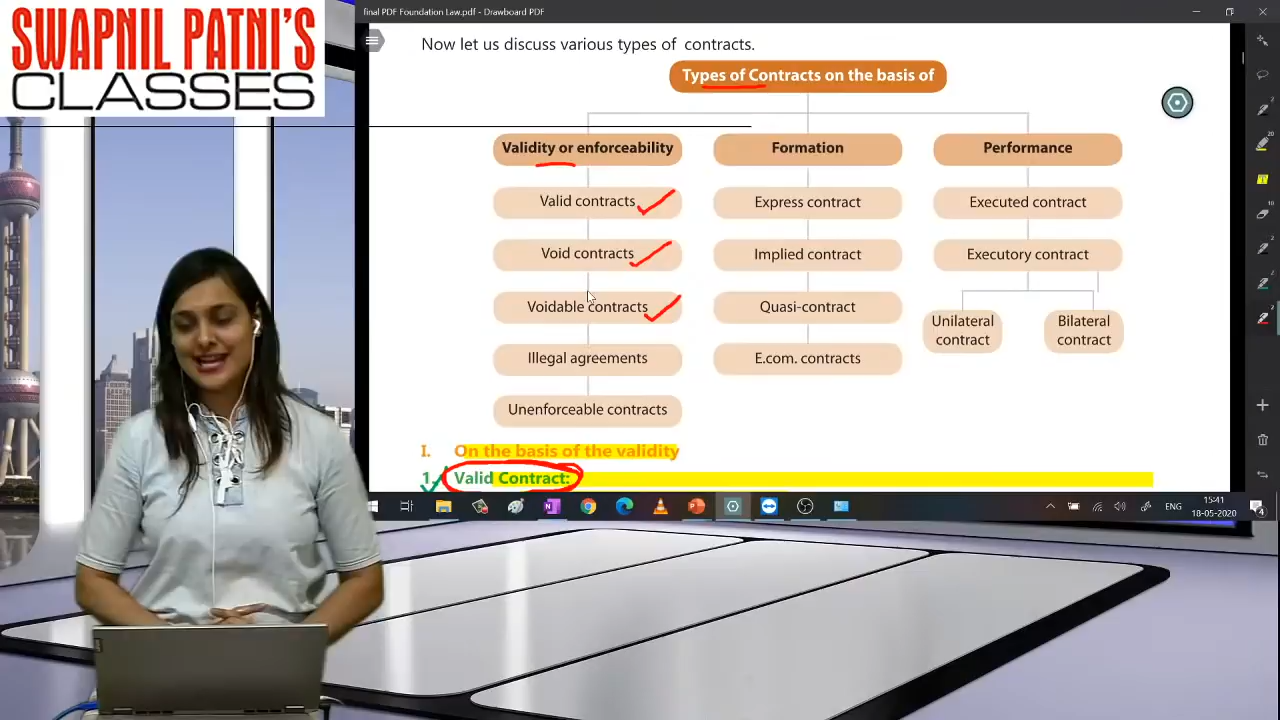 SWAPNIL PATNI'S
CLASSES
final PDF Foundation Law.pdf - Drawboard PDF
Now let us discuss various types of contracts.
Types of Contracts on the basis of
Validity or enforceability
Formation
Performance
Valid contracts
Express contract
Executed contract
Void contracts
Implied contract
Executory contract
Voidable contracts
Quasi-contract
Unilateral
contract
Bilateral
contract
Illegal agreements
E.com. contracts
Unenforceable contracts
I. On the basis of the validity
1. Valid Contract:
ENG
15:41
18-05-2020